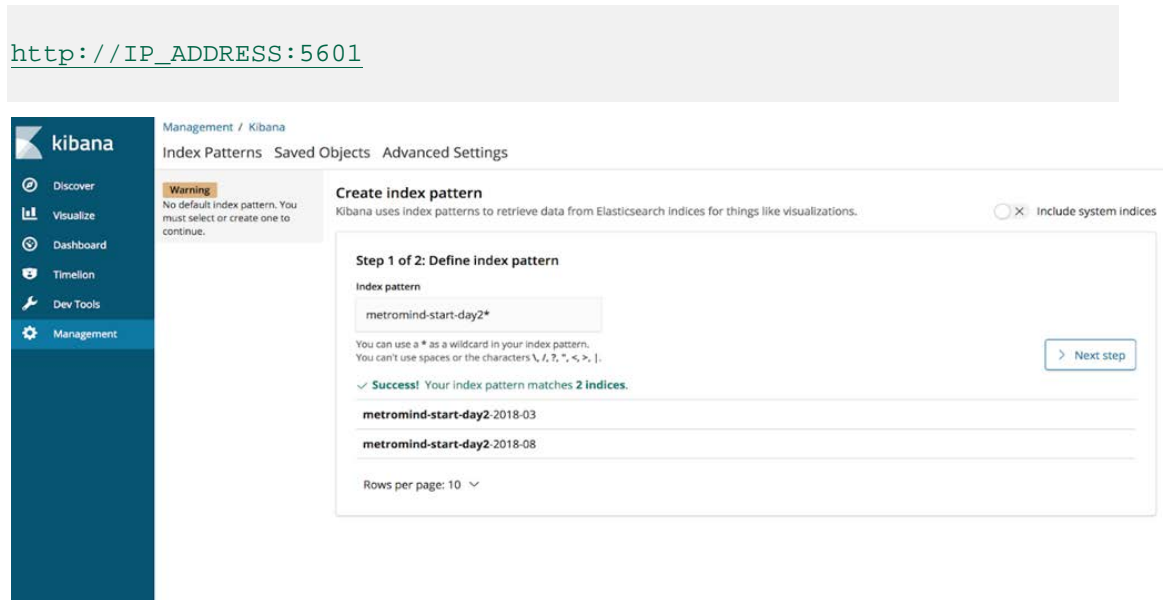 http://IP_ADDRESS:5601
kibana
Discover
Visualize
Dashboard
Timelion
Dev Tools
Management
Management / Kibana
Index Patterns Saved Objects Advanced Settings
Warning
No default index pattern. You
must select or create one to
continue.
Create index pattern
Kibana uses index patterns to retrieve data from Elasticsearch indices for things like visualizations.
Include system indices
Step 1 of 2: Define index pattern
Index pattern
metromind-start-day2*
You can use a * as a wildcard in your index pattern.
You can't use spaces or the characters \, /, ?, ", <, >, |.
Next step
Success! Your index pattern matches 2 indices.
metromind-start-day2-2018-03
metromind-start-day2-2018-08
Rows per page: 10